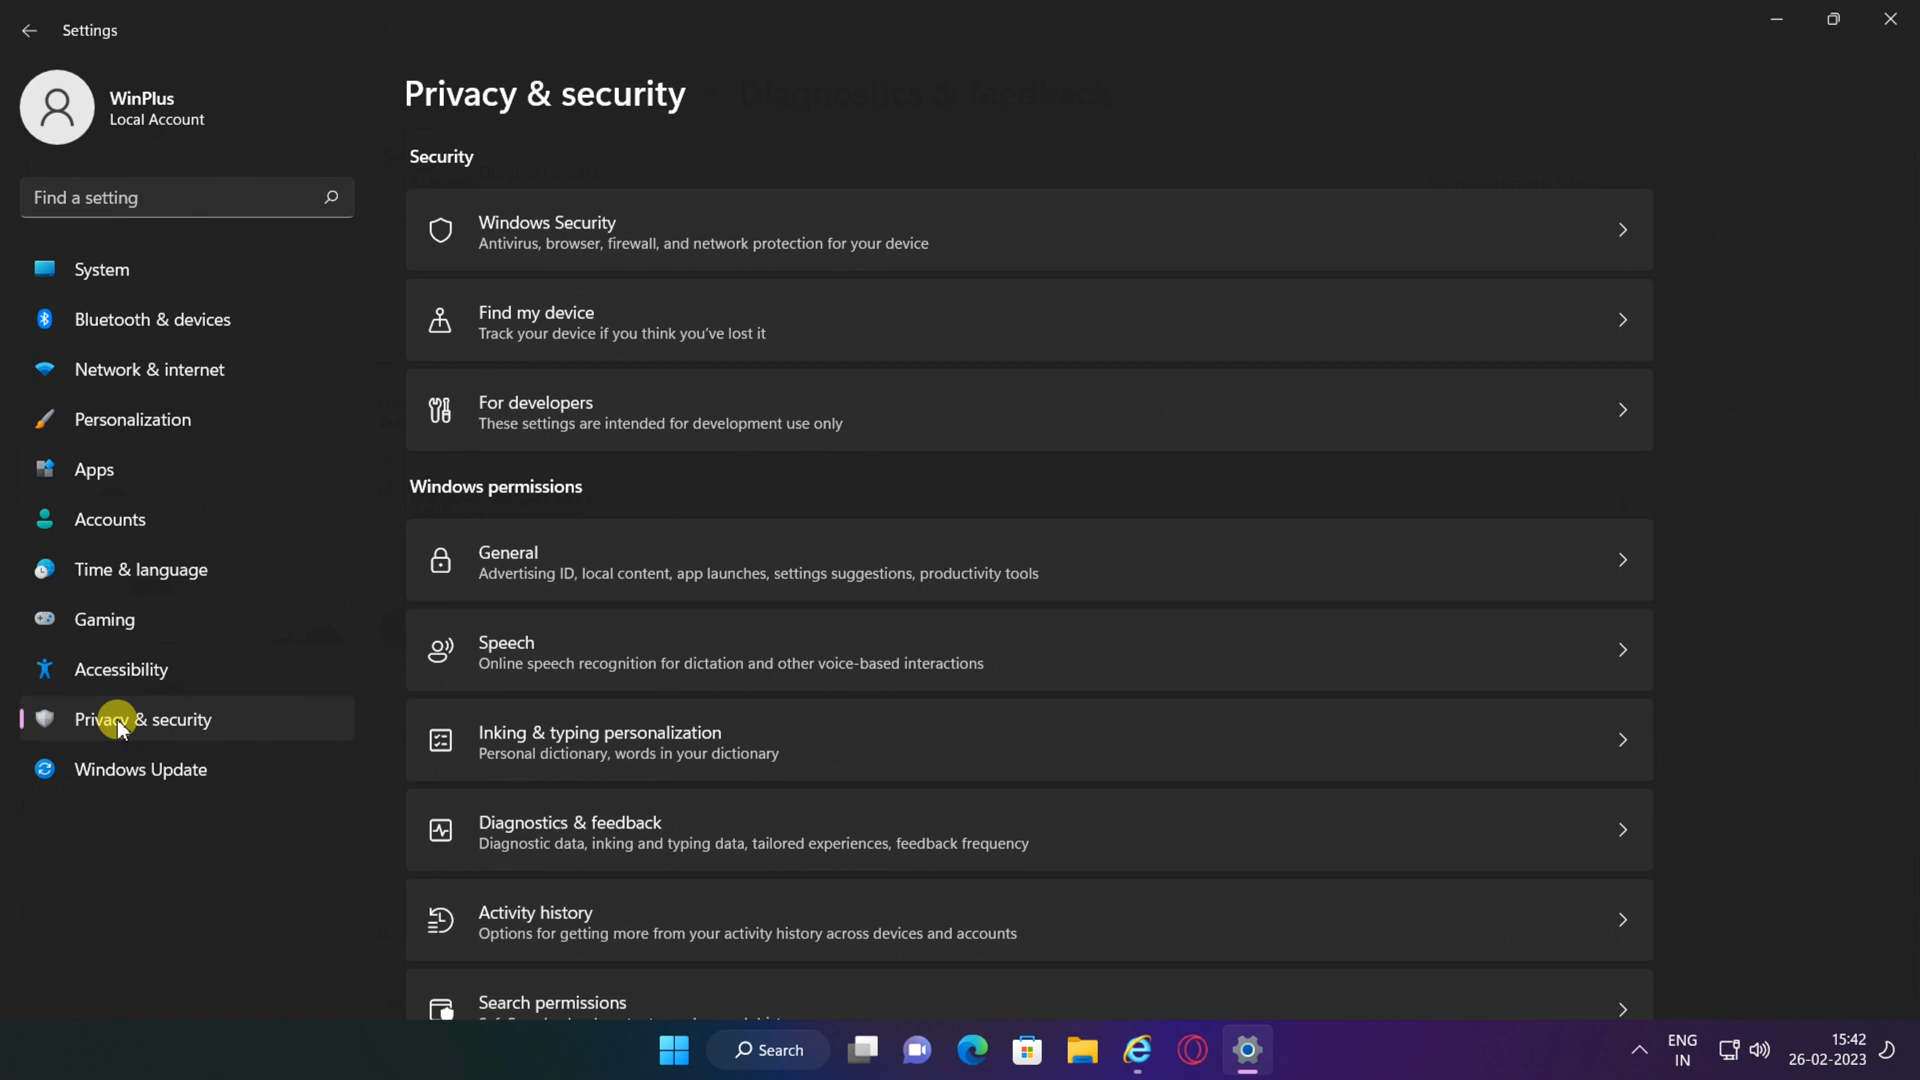 Settings
WinPlus
Local Account
Find a setting
System
Bluetooth & devices
Network & internet
Personalization
Apps
Accounts
Time & language
Gaming
Accessibility
Privacy & security
Windows Update
Privacy & security
Diagnostics & feedback
Security
Windows Security
Antivirus, browser, firewall, and network protection for your device
Find my device
Track your device if you think you've lost it
For developers
These settings are intended for development use only
Windows permissions
General
Advertising ID, local content, app launches, settings suggestions, productivity tools
Speech
Online speech recognition for dictation and other voice-based interactions
Inking & typing personalization
Personal dictionary, words in your dictionary
Diagnostics & feedback
Diagnostic data, inking and typing data, tailored experiences, feedback frequency
Activity history
Options for getting more from your activity history across devices and accounts
Search permissions
Search
ENG
IN
15:42
26-02-2023